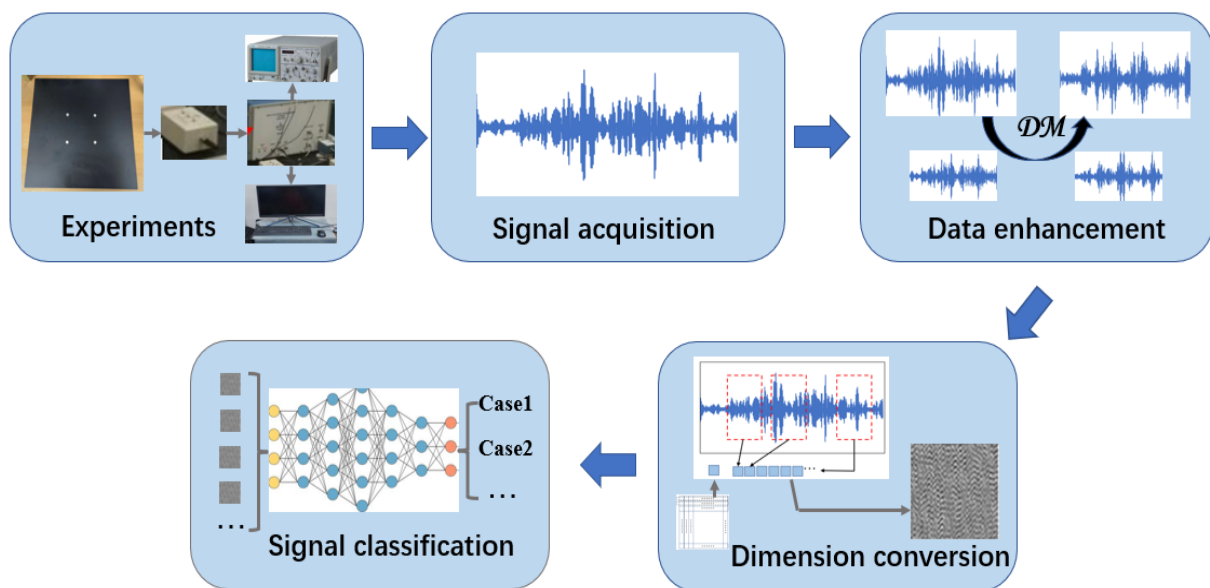 Experiments
Signal acquisition
DM
Data enhancement
Case1
Case2
...
...
Signal classification
...
Dimension conversion